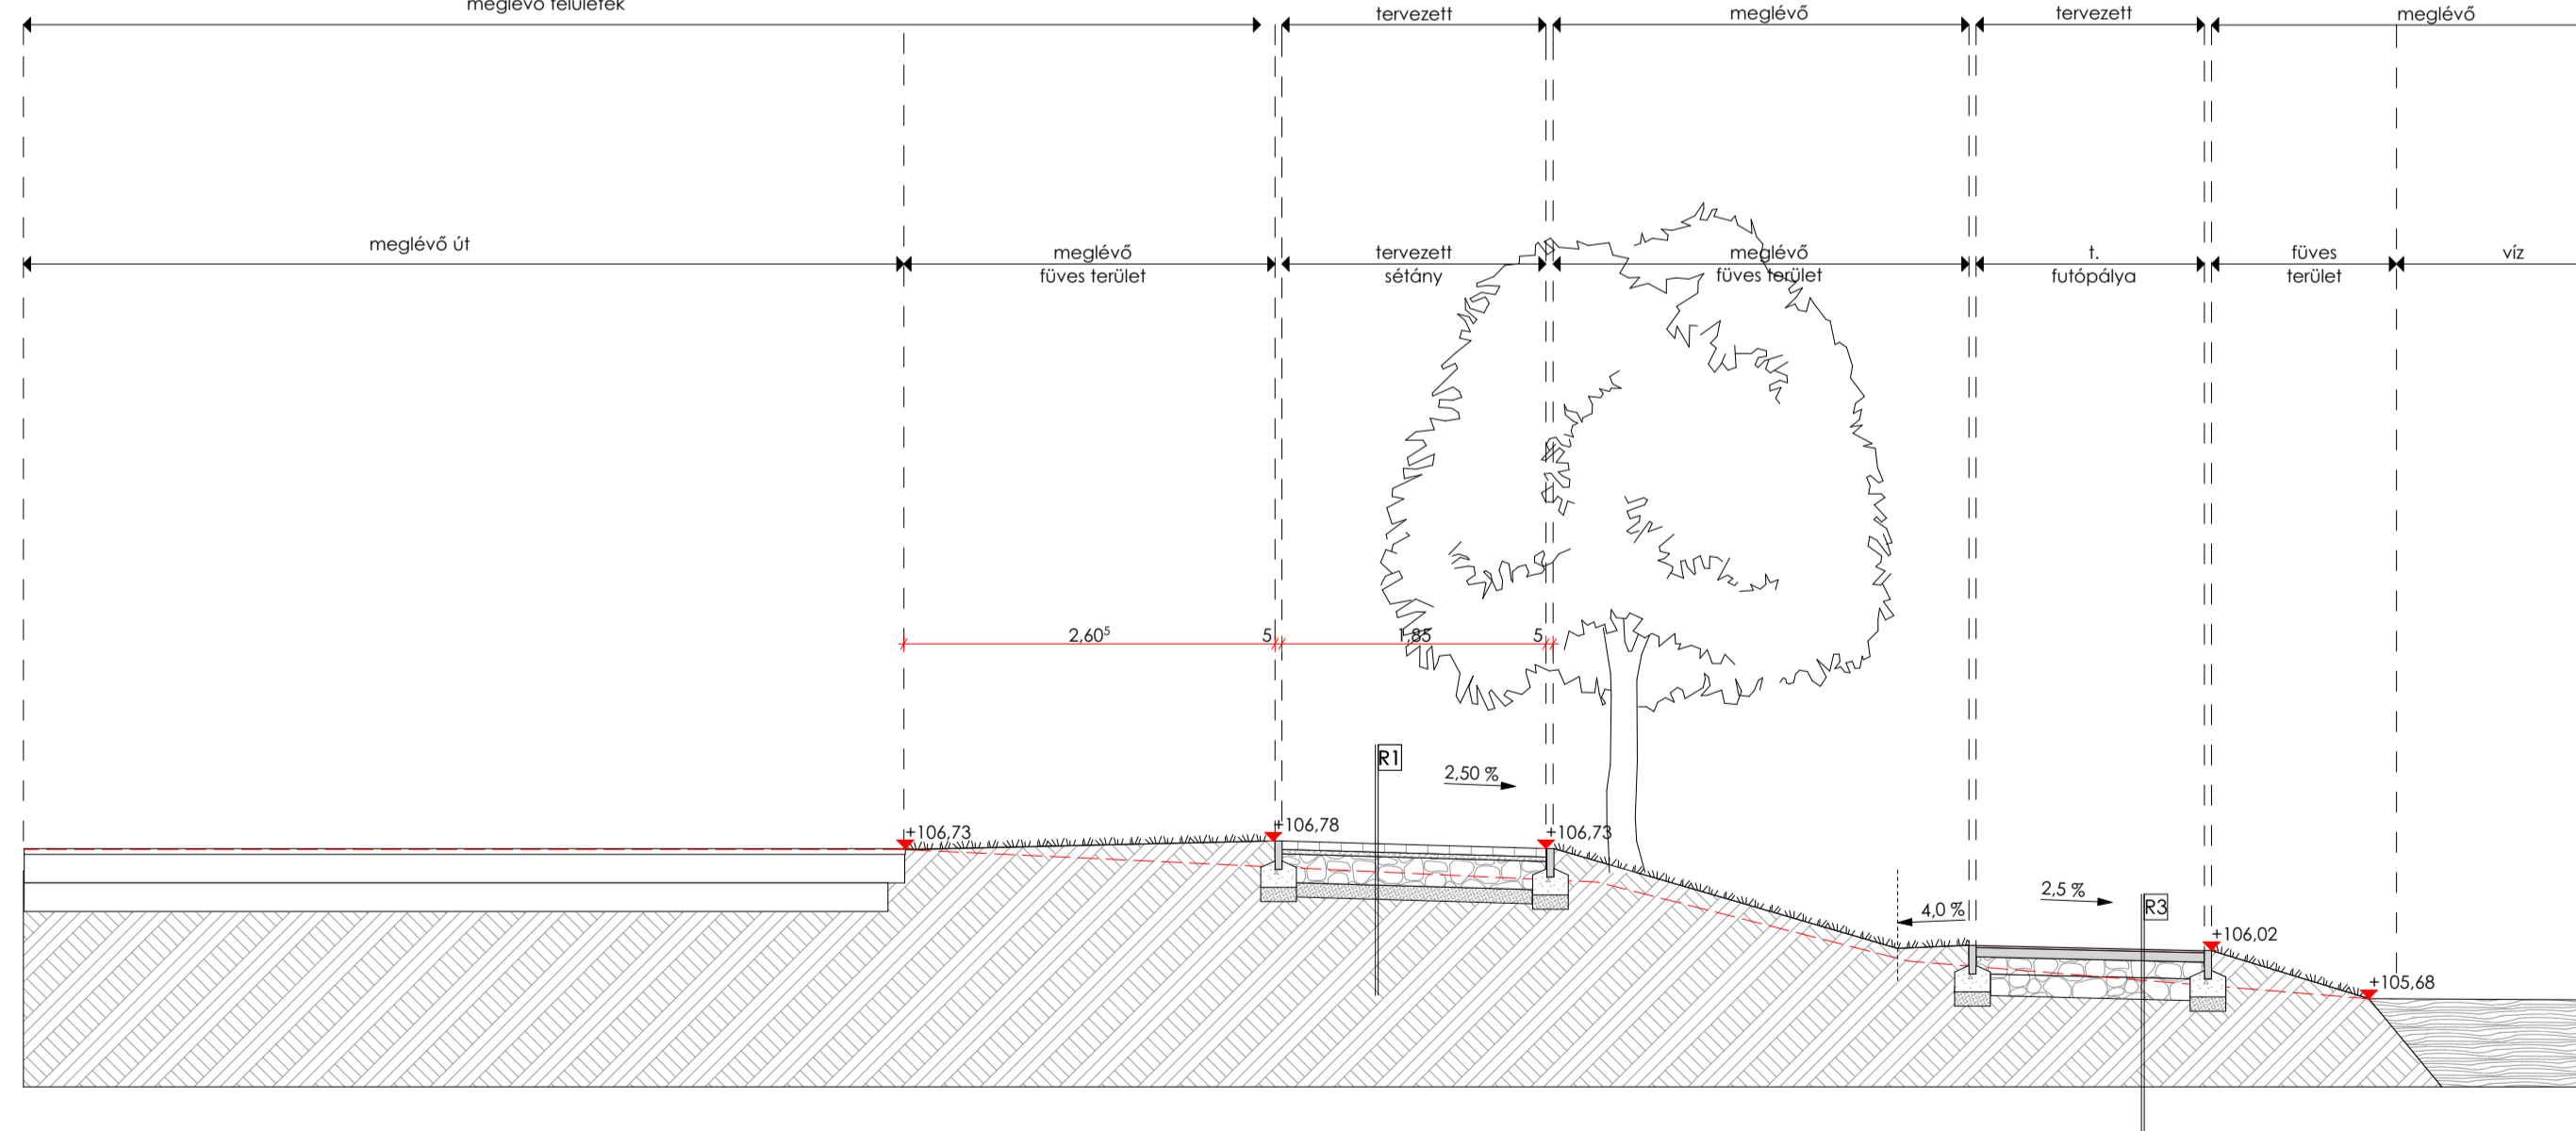 meglévő felületek
tervezett
meglévő
tervezett
meglévő
meglévő út
meglévő
füves terület
tervezett
sétány
meglévő
füves terület
t.
futópálya
füves
terület
víz
2,60⁵
5
1,85
5
R1
2,50 %
+106,73
+106,78
+106,73
4,0 %
2,5 %
R3
+106,02
+105,68